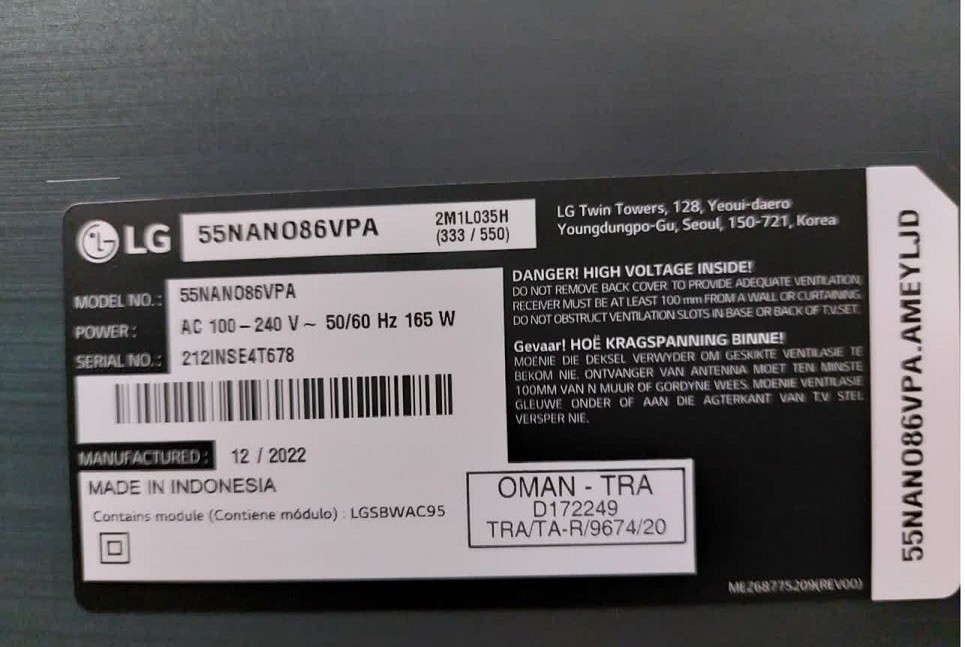 LG
55NANO86VPA
2M1L035H
(333 / 550)
LG Twin Towers, 128, Yeoui-daero
Youngdungpo-Gu, Seoul, 150-721, Korea
MODEL NO.: 55NANO86VPA
POWER: AC 100-240 V ~ 50/60 Hz 165 W
SERIAL NO.: 212INSE4T678
MANUFACTURED: 12 / 2022
MADE IN INDONESIA
Contains module (Contiene módulo) : LGSBWAC95
DANGER! HIGH VOLTAGE INSIDE!
DO NOT REMOVE BACK COVER TO PROVIDE ADEQUATE VENTILATION,
RECEIVER MUST BE AT LEAST 100 mm FROM A WALL OR CURTAINING.
DO NOT OBSTRUCT VENTILATION SLOTS IN BASE OR BACK OF T.V.SET.
Gevaar! HOË KRAGSPANNING BINNE!
MOENIE DIE DEKSEL VERWYDER OM GESKIKTE VENTILASIE TE
BEKOM NIE. ONTVANGER VAN ANTENNA MOET TEN MINSTE
100MM VAN N MUUR OF GORDYNE WEES. MOENIE VENTILASIE
GLEUWE ONDER OF AAN DIE AGTERKANT VAN T.V STEL
VERSPER NIE.
OMAN - TRA
D172249
TRA/TA-R/9674/20
MEZ68775209(REV00)
55NANO86VPA.AMEYLJD